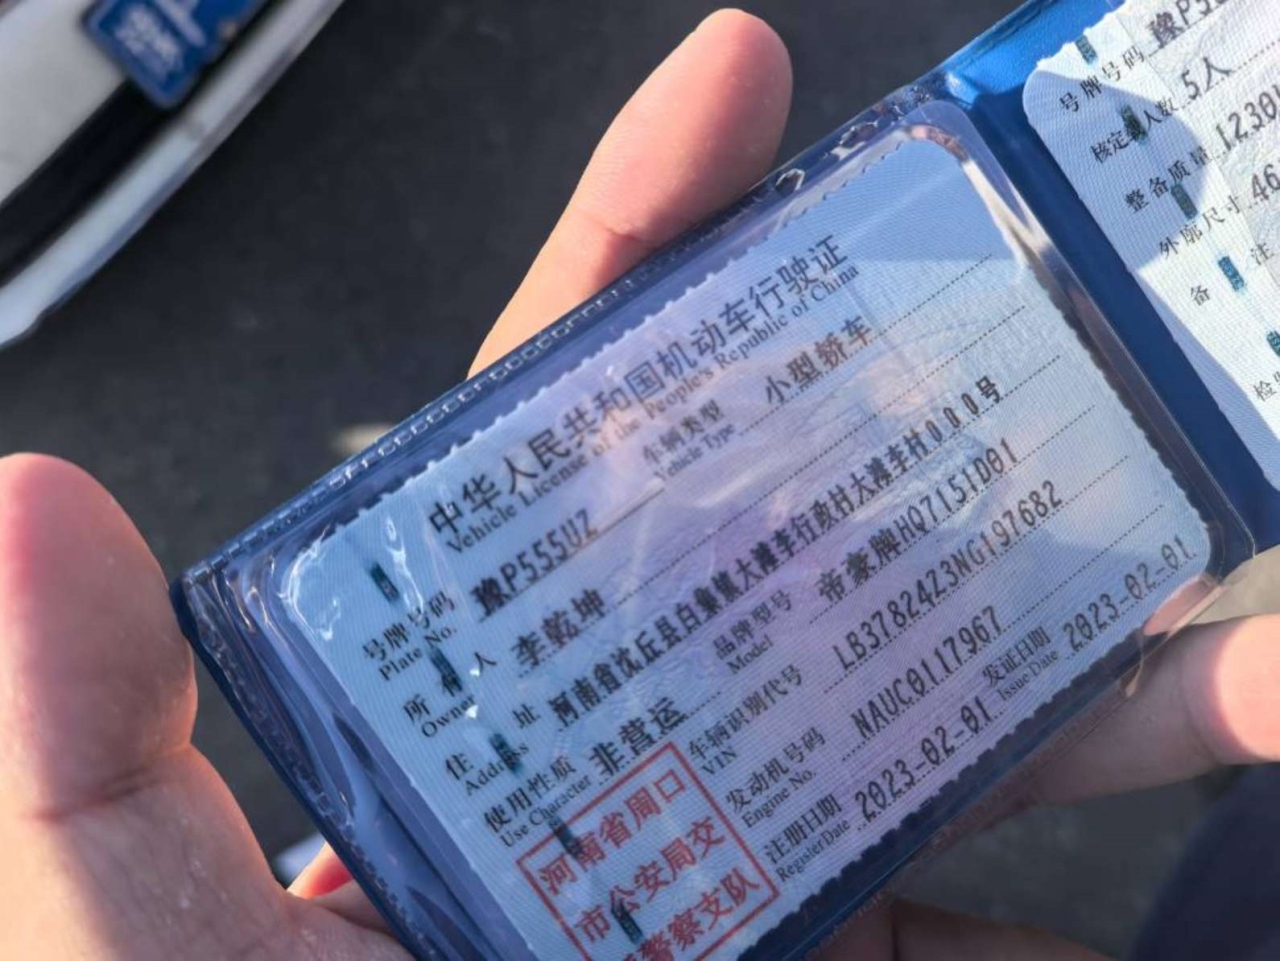 中华人民共和国机动车行驶证
Vehicle License of the People's Republic of China
号牌号码 豫P555UZ 车辆类型 小型轿车
Plate No. Vehicle Type
所有人 李乾坤
Owner
住址 河南省沈丘县白集镇大滩李行政村大滩李村000号
Address
使用性质 非营运 品牌型号 帝豪牌HQ7151D01
Use Character Model
车辆识别代号 LB37824Z3NG197682
VIN
发动机号码 NAUC0117967
Engine No.
注册日期 2023-02-01 发证日期 2023-02-01
Register Date Issue Date
河南省周口
市公安局交
警察支队
号牌号码 豫P55
核定载人数 5人
整备质量 1230
外廓尺寸 46
备注